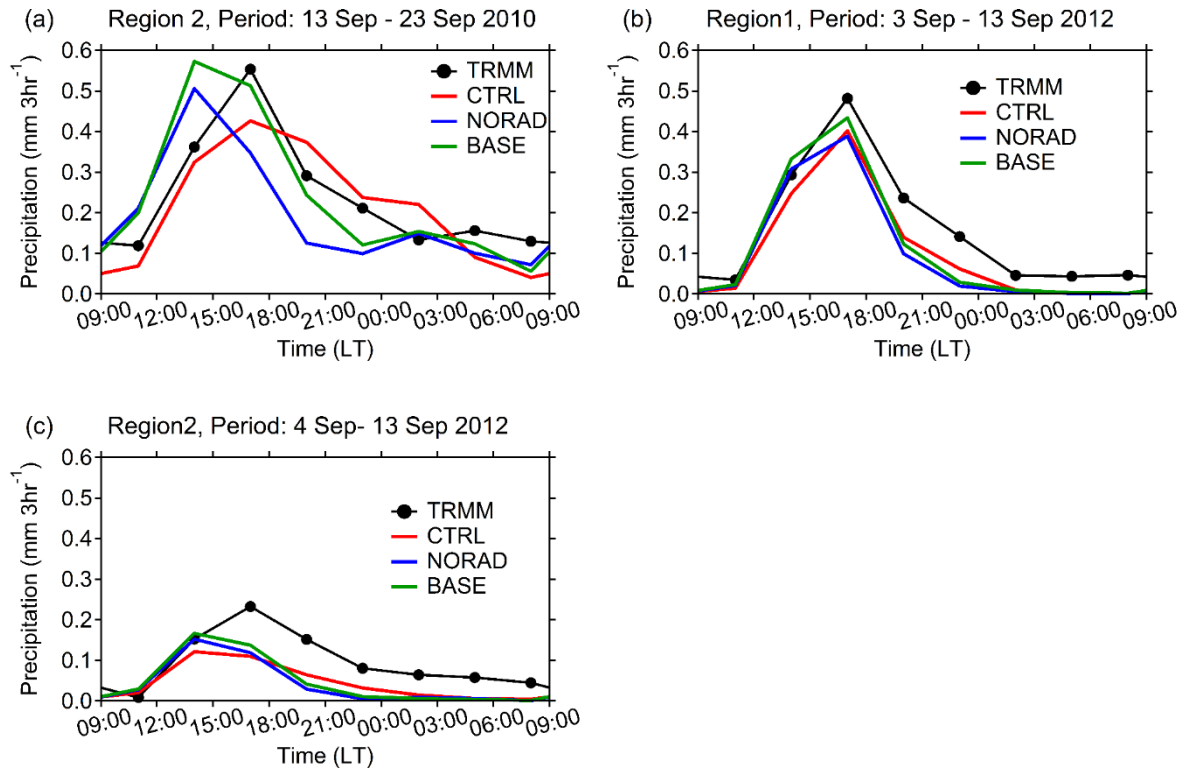 (a) Region 2, Period: 13 Sep - 23 Sep 2010
Precipitation (mm 3hr⁻¹)
0.6
0.5
0.4
0.3
0.2
0.1
0.0
TRMM
CTRL
NORAD
BASE
09:00 12:00 15:00 18:00 21:00 00:00 03:00 06:00 09:00
Time (LT)
(b) Region1, Period: 3 Sep - 13 Sep 2012
Precipitation (mm 3hr⁻¹)
0.6
0.5
0.4
0.3
0.2
0.1
0.0
TRMM
CTRL
NORAD
BASE
09:00 12:00 15:00 18:00 21:00 00:00 03:00 06:00 09:00
Time (LT)
(c) Region2, Period: 4 Sep- 13 Sep 2012
Precipitation (mm 3hr⁻¹)
0.6
0.5
0.4
0.3
0.2
0.1
0.0
TRMM
CTRL
NORAD
BASE
09:00 12:00 15:00 18:00 21:00 00:00 03:00 06:00 09:00
Time (LT)